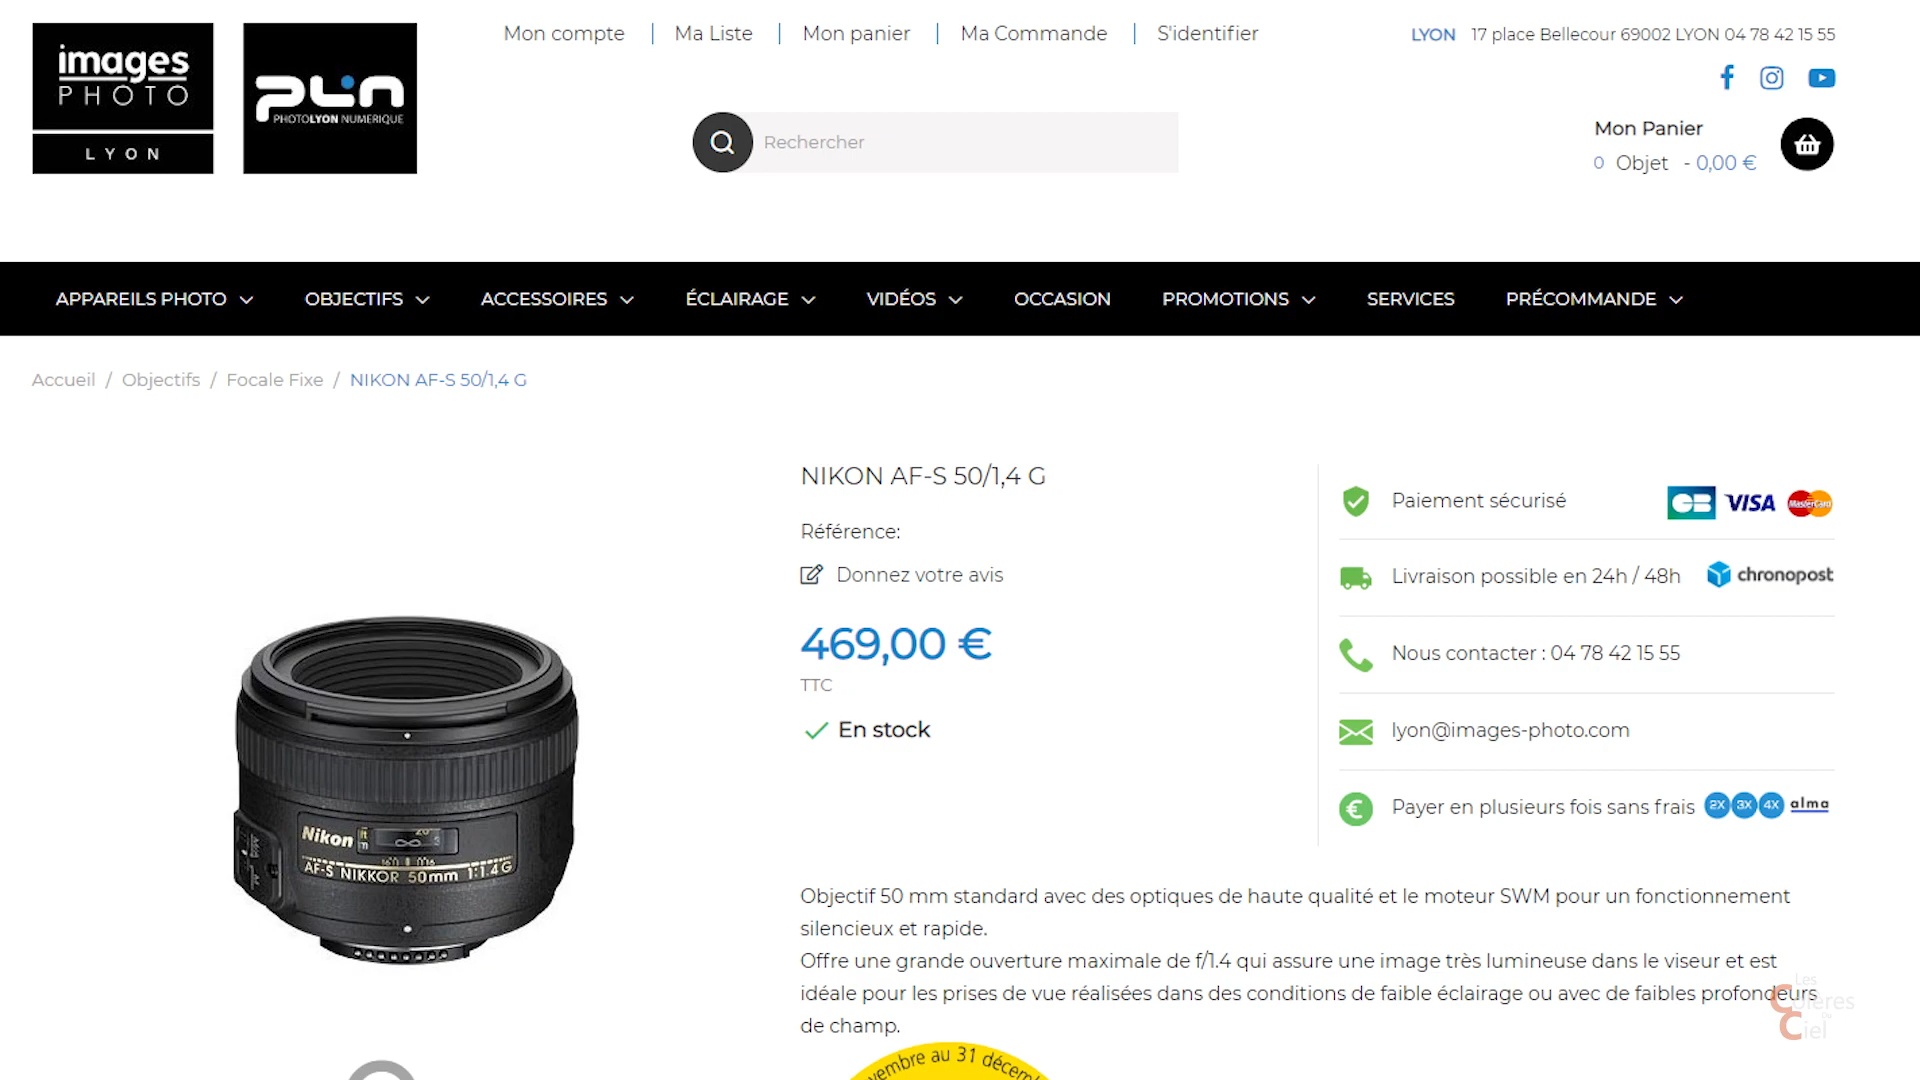 images
PHOTO
LYON
PLN
PHOTOLYON NUMERIQUE
Mon compte
Ma Liste
Mon panier
Ma Commande
S'identifier
LYON 17 place Bellecour 69002 LYON 04 78 42 15 55
Rechercher
Mon Panier
0 Objet - 0,00 €
APPAREILS PHOTO
OBJECTIFS
ACCESSOIRES
ÉCLAIRAGE
VIDÉOS
OCCASION
PROMOTIONS
SERVICES
PRÉCOMMANDE
Accueil / Objectifs / Focale Fixe / NIKON AF-S 50/1,4 G
NIKON AF-S 50/1,4 G
Référence:
Donnez votre avis
469,00 €
TTC
En stock
Paiement sécurisé
CB VISA MasterCard
Livraison possible en 24h / 48h
chronopost
Nous contacter : 04 78 42 15 55
lyon@images-photo.com
Payer en plusieurs fois sans frais
2X 3X 4X alma
Nikon
AF-S NIKKOR 50mm 1:1.4G
Objectif 50 mm standard avec des optiques de haute qualité et le moteur SWM pour un fonctionnement
silencieux et rapide.
Offre une grande ouverture maximale de f/1.4 qui assure une image très lumineuse dans le viseur et est
idéale pour les prises de vue réalisées dans des conditions de faible éclairage ou avec de faibles profondeurs
de champ.
Les
Du
Ciel
au 31